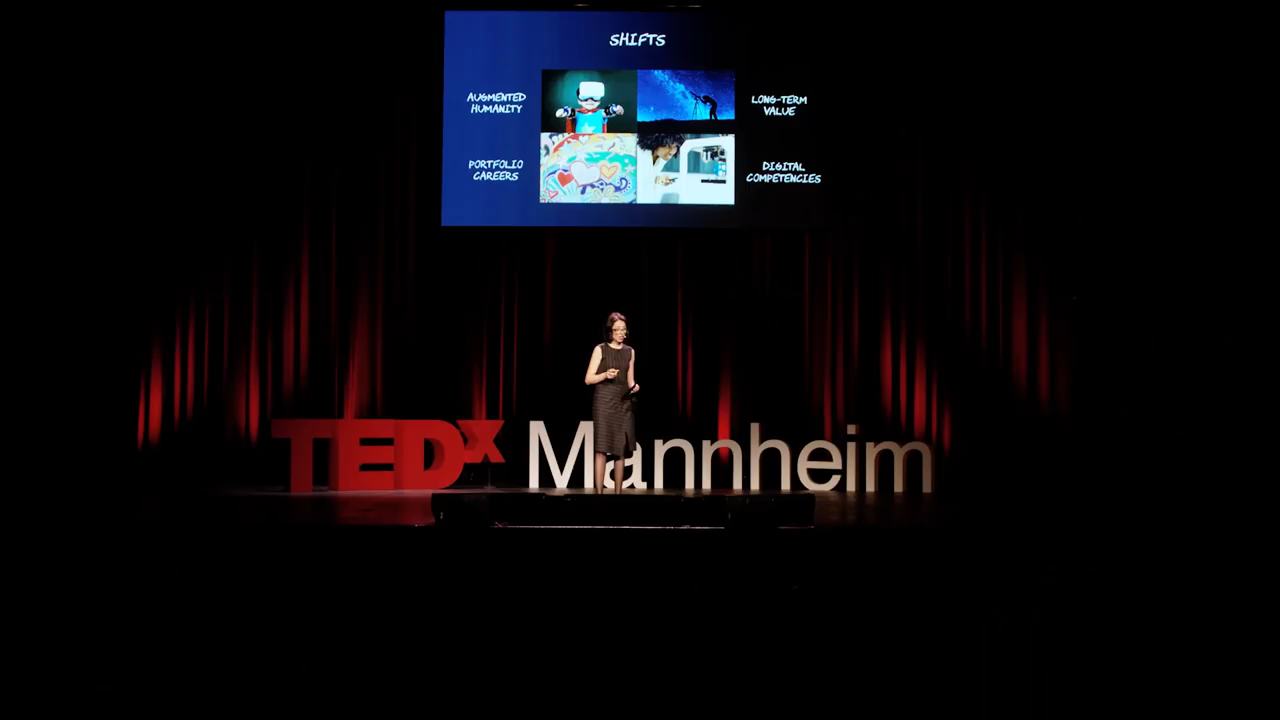 SHIFTS
AUGMENTED
HUMANITY
LONG-TERM
VALUE
PORTFOLIO
CAREERS
DIGITAL
COMPETENCIES
TEDx Mannheim